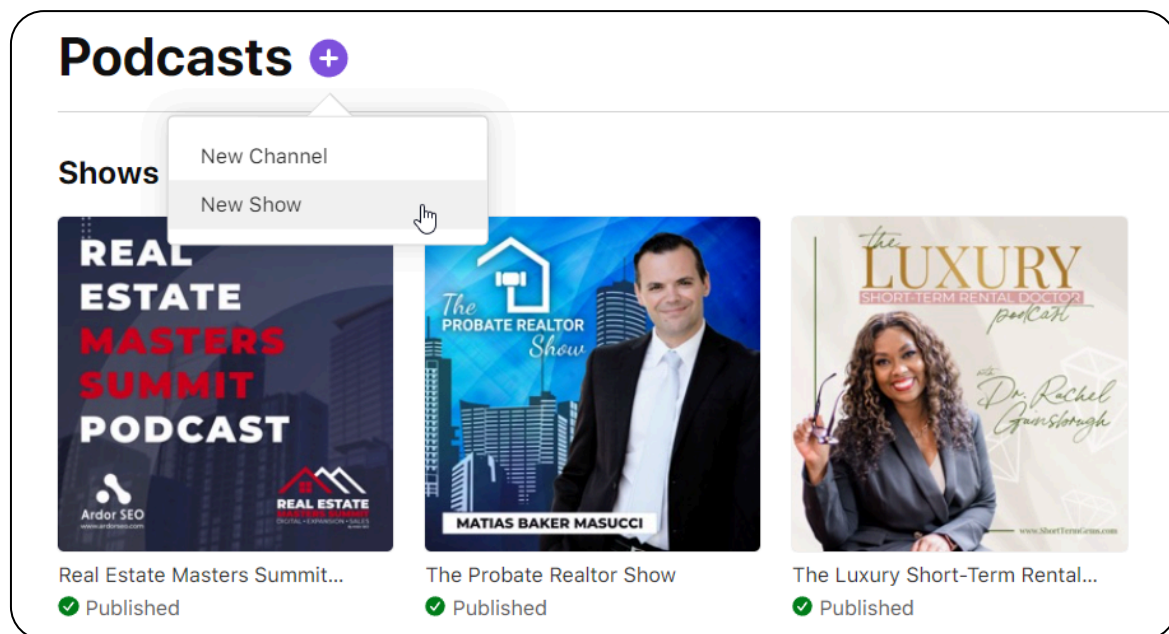 Podcasts
New Channel
New Show
Shows
REAL
ESTATE
MASTERS
SUMMIT
PODCAST
Ardor SEO
www.ardorseo.com
REAL ESTATE
MASTERS SUMMIT
DIGITAL • EXPANSION • SALES
The
PROBATE REALTOR
Show
MATIAS BAKER MASUCCI
the
LUXURY
SHORT-TERM RENTAL DOCTOR
podcast
with
Dr. Rachel
Gainsbrugh
www.ShortTermGems.com
Real Estate Masters Summit...
Published
The Probate Realtor Show
Published
The Luxury Short-Term Rental...
Published